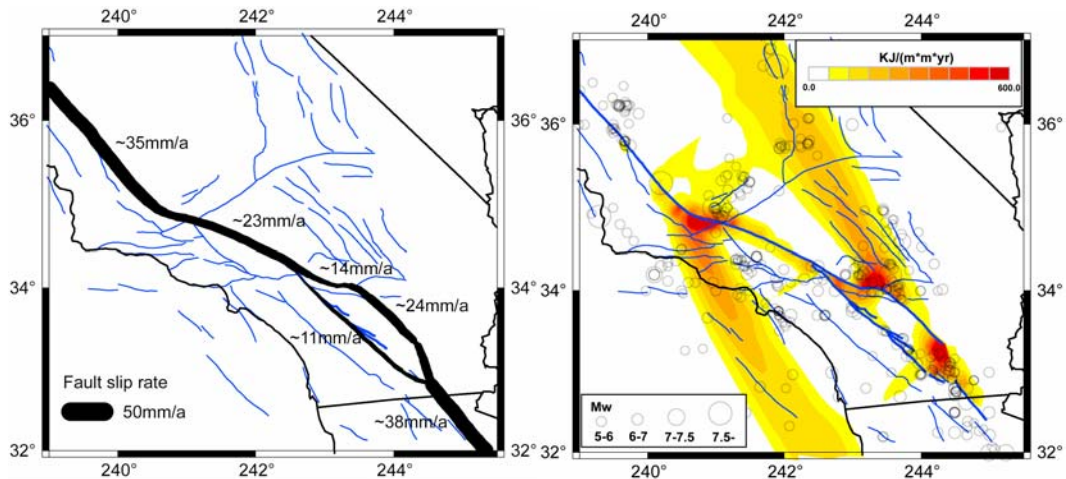 240° 242° 244°
36°
34°
32°
~35mm/a
~23mm/a
~14mm/a
~24mm/a
~11mm/a
~38mm/a
Fault slip rate
50mm/a
240° 242° 244°
36°
34°
32°
240° 242° 244°
36°
34°
32°
KJ/(m*m*yr)
0.0 600.0
Mw
5-6 6-7 7-7.5 7.5-
36°
34°
32°
240° 242° 244°